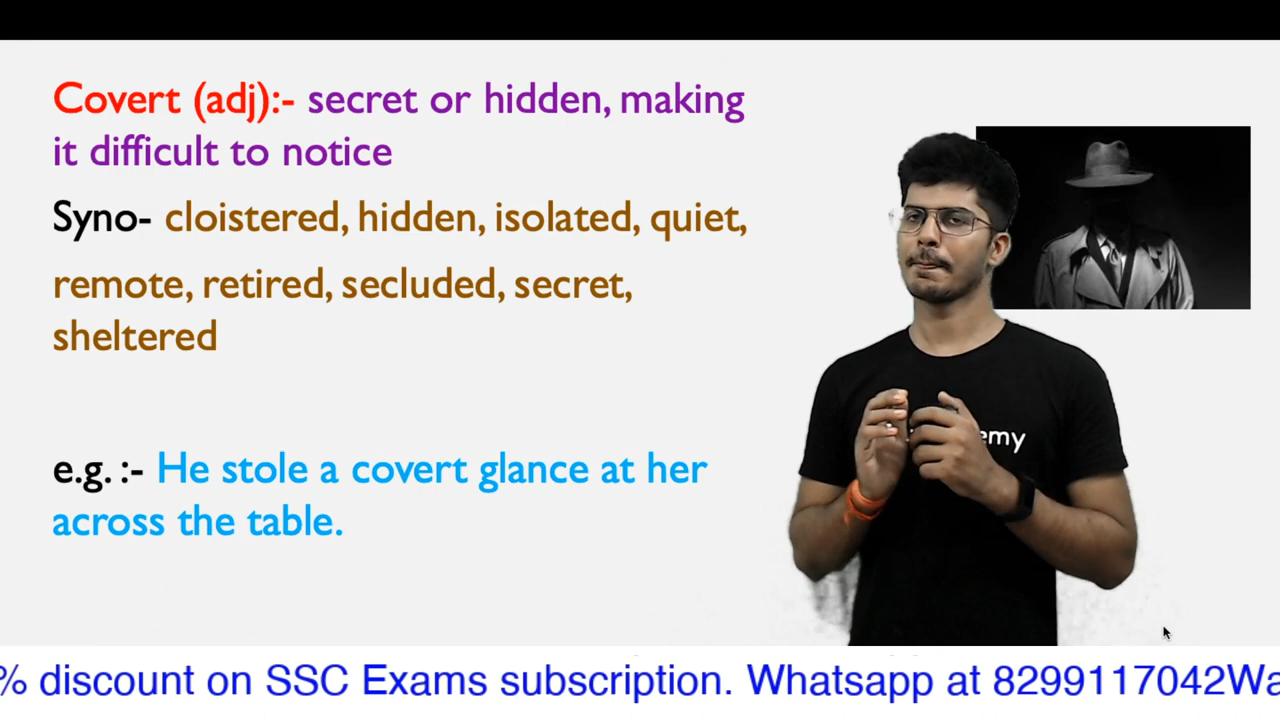 Covert (adj):- secret or hidden, making
it difficult to notice
Syno- cloistered, hidden, isolated, quiet,
remote, retired, secluded, secret,
sheltered
e.g. :- He stole a covert glance at her
across the table.
emy
% discount on SSC Exams subscription. Whatsapp at 8299117042Wa